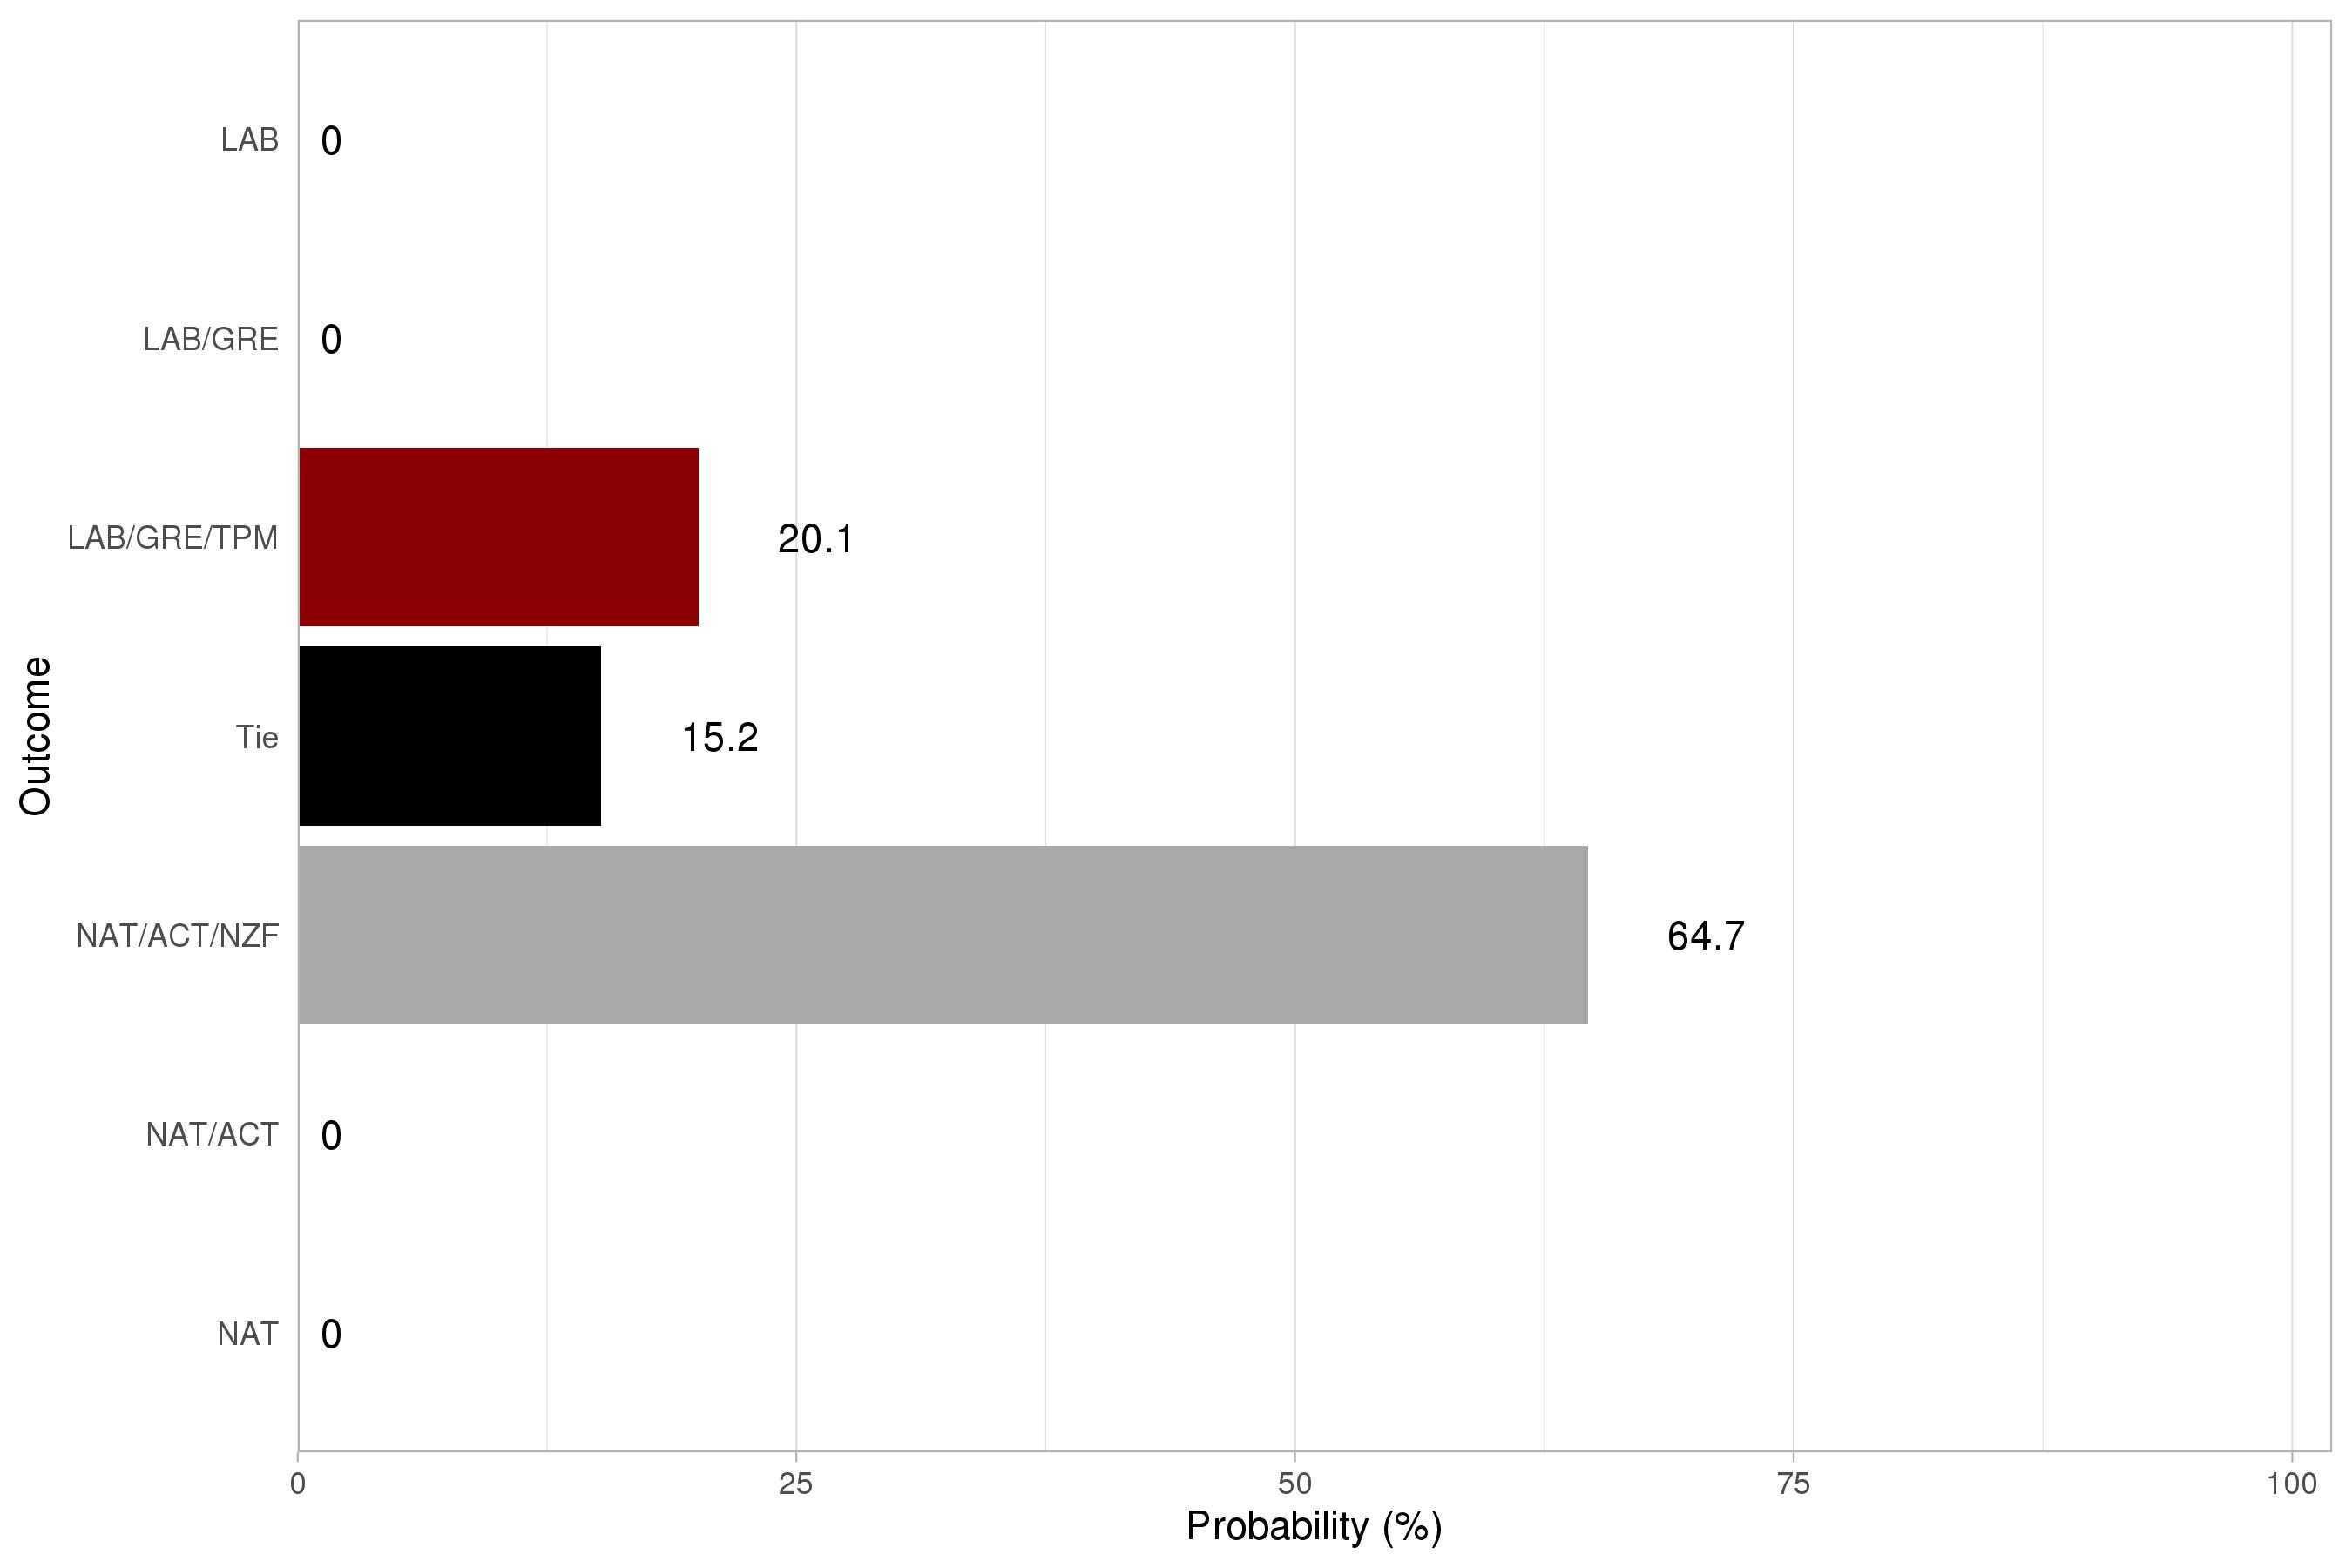 LAB
0
LAB/GRE
0
LAB/GRE/TPM
20.1
Tie
15.2
NAT/ACT/NZF
64.7
NAT/ACT
0
NAT
0
Outcome
0 25 50 75 100
Probability (%)